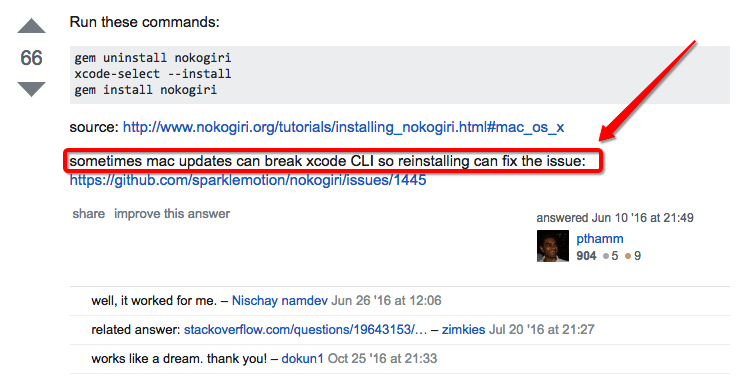 Run these commands:
66
gem uninstall nokogiri
xcode-select --install
gem install nokogiri
source: http://www.nokogiri.org/tutorials/installing_nokogiri.html#mac_os_x
sometimes mac updates can break xcode CLI so reinstalling can fix the issue:
https://github.com/sparklemotion/nokogiri/issues/1445
share improve this answer
answered Jun 10 '16 at 21:49
pthamm
904 5 9
well, it worked for me. – Nischay namdev Jun 26 '16 at 12:06
related answer: stackoverflow.com/questions/19643153/… – zimkies Jul 20 '16 at 21:27
works like a dream. thank you! – dokun1 Oct 25 '16 at 21:33